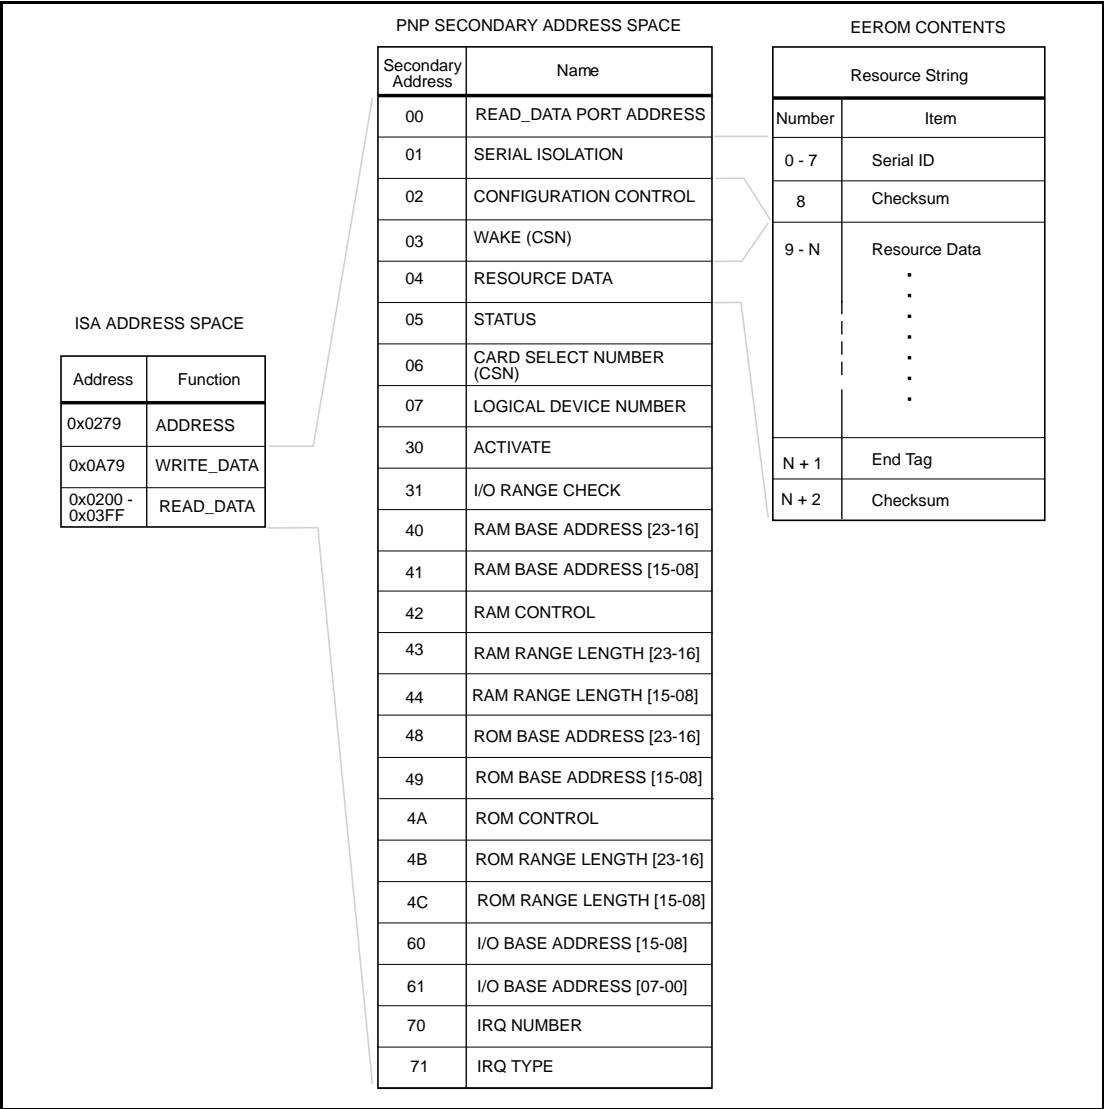 PNP SECONDARY ADDRESS SPACE
Secondary Address Name
00 READ_DATA PORT ADDRESS
01 SERIAL ISOLATION
02 CONFIGURATION CONTROL
03 WAKE (CSN)
04 RESOURCE DATA
05 STATUS
06 CARD SELECT NUMBER (CSN)
07 LOGICAL DEVICE NUMBER
30 ACTIVATE
31 I/O RANGE CHECK
40 RAM BASE ADDRESS [23-16]
41 RAM BASE ADDRESS [15-08]
42 RAM CONTROL
43 RAM RANGE LENGTH [23-16]
44 RAM RANGE LENGTH [15-08]
48 ROM BASE ADDRESS [23-16]
49 ROM BASE ADDRESS [15-08]
4A ROM CONTROL
4B ROM RANGE LENGTH [23-16]
4C ROM RANGE LENGTH [15-08]
60 I/O BASE ADDRESS [15-08]
61 I/O BASE ADDRESS [07-00]
70 IRQ NUMBER
71 IRQ TYPE
EEROM CONTENTS
Resource String
Number Item
0 - 7 Serial ID
8 Checksum
9 - N Resource Data
N + 1 End Tag
N + 2 Checksum
ISA ADDRESS SPACE
Address Function
0x0279 ADDRESS
0x0A79 WRITE_DATA
0x0200 - 0x03FF READ_DATA